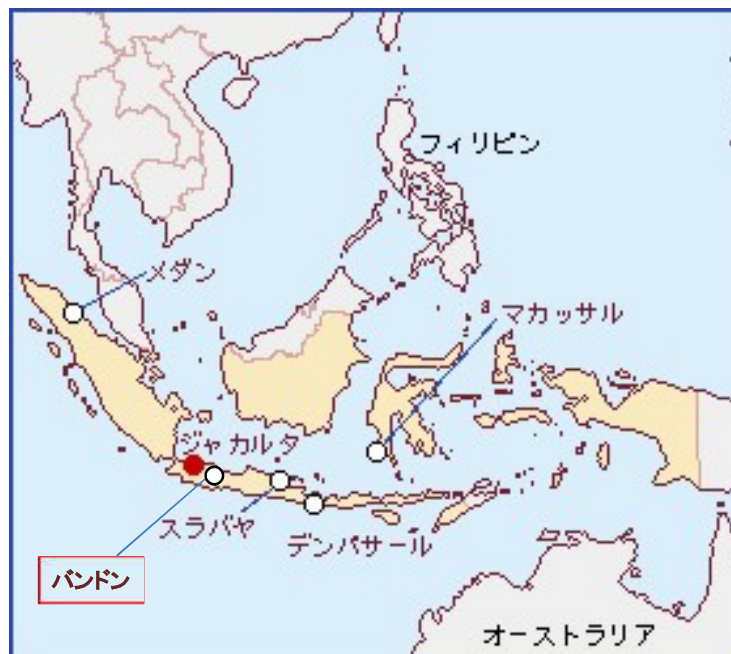 フィリピン
メダン
マカッサル
ジャカルタ
スラバヤ
デンパサール
バンドン
オーストラリア